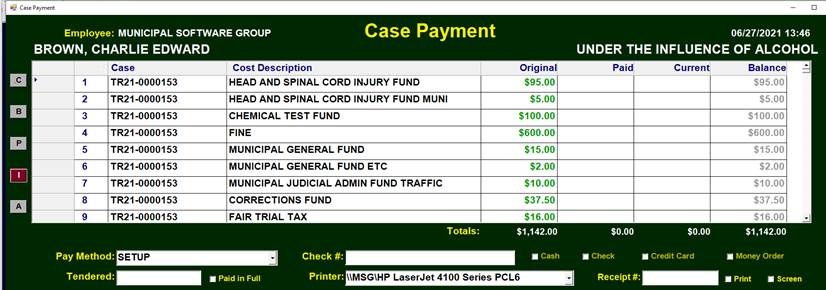 Case Payment
Employee: MUNICIPAL SOFTWARE GROUP Case Payment 06/27/2021 13:46
BROWN, CHARLIE EDWARD UNDER THE INFLUENCE OF ALCOHOL
Case Cost Description Original Paid Current Balance
C 1 TR21-0000153 HEAD AND SPINAL CORD INJURY FUND $95.00 $95.00
2 TR21-0000153 HEAD AND SPINAL CORD INJURY FUND MUNI $5.00 $5.00
B 3 TR21-0000153 CHEMICAL TEST FUND $100.00 $100.00
4 TR21-0000153 FINE $600.00 $600.00
P 5 TR21-0000153 MUNICIPAL GENERAL FUND $15.00 $15.00
6 TR21-0000153 MUNICIPAL GENERAL FUND ETC $2.00 $2.00
I 7 TR21-0000153 MUNICIPAL JUDICIAL ADMIN FUND TRAFFIC $10.00 $10.00
8 TR21-0000153 CORRECTIONS FUND $37.50 $37.50
A 9 TR21-0000153 FAIR TRIAL TAX $16.00 $16.00
Totals: $1,142.00 $0.00 $0.00 $1,142.00
Pay Method: SETUP Check #: Cash Check Credit Card Money Order
Tendered: Paid in Full Printer: \\MSG\HP LaserJet 4100 Series PCL6 Receipt #: Print Screen